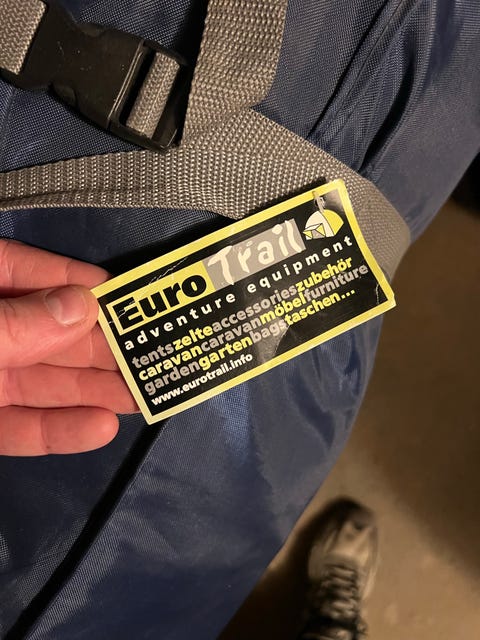 Euro Trail
adventure equipment
tentszelteaccessorieszubehör
caravancaravanmöbelfurniture
gardengartenbagstaschen...
www.eurotrail.info